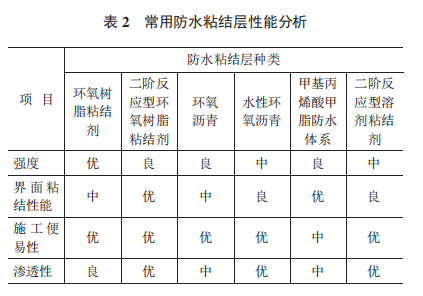 表 2 常用防水粘结层性能分析
项 目
防水粘结层种类
环氧树
脂粘结
剂
二阶反
应型环
氧树脂
粘结剂
环氧
沥青
水性环
氧沥青
甲基丙
烯酸甲
脂防水
体系
二阶反
应型溶
剂粘结
剂
强度 优 良 良 中 良 中
界面粘
结性能
中 优 中 良 优 良
施工便
易性
优 优 优 优 中 优
渗透性 良 优 中 优 中 优